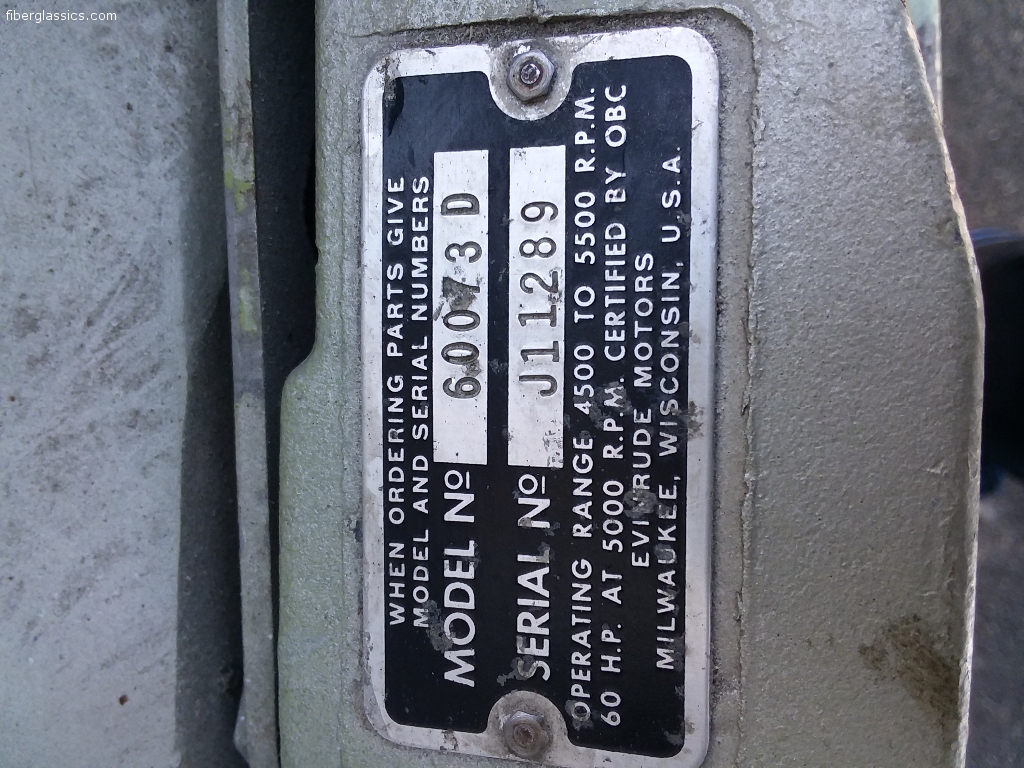 fiberglassics.com
WHEN ORDERING PARTS GIVE
MODEL AND SERIAL NUMBERS
MODEL Nº 60073D
SERIAL Nº J11289
OPERATING RANGE 4500 TO 5500 R.P.M.
60 H.P. AT 5000 R.P.M. CERTIFIED BY OBC
EVINRUDE MOTORS
MILWAUKEE, WISCONSIN, U.S.A.